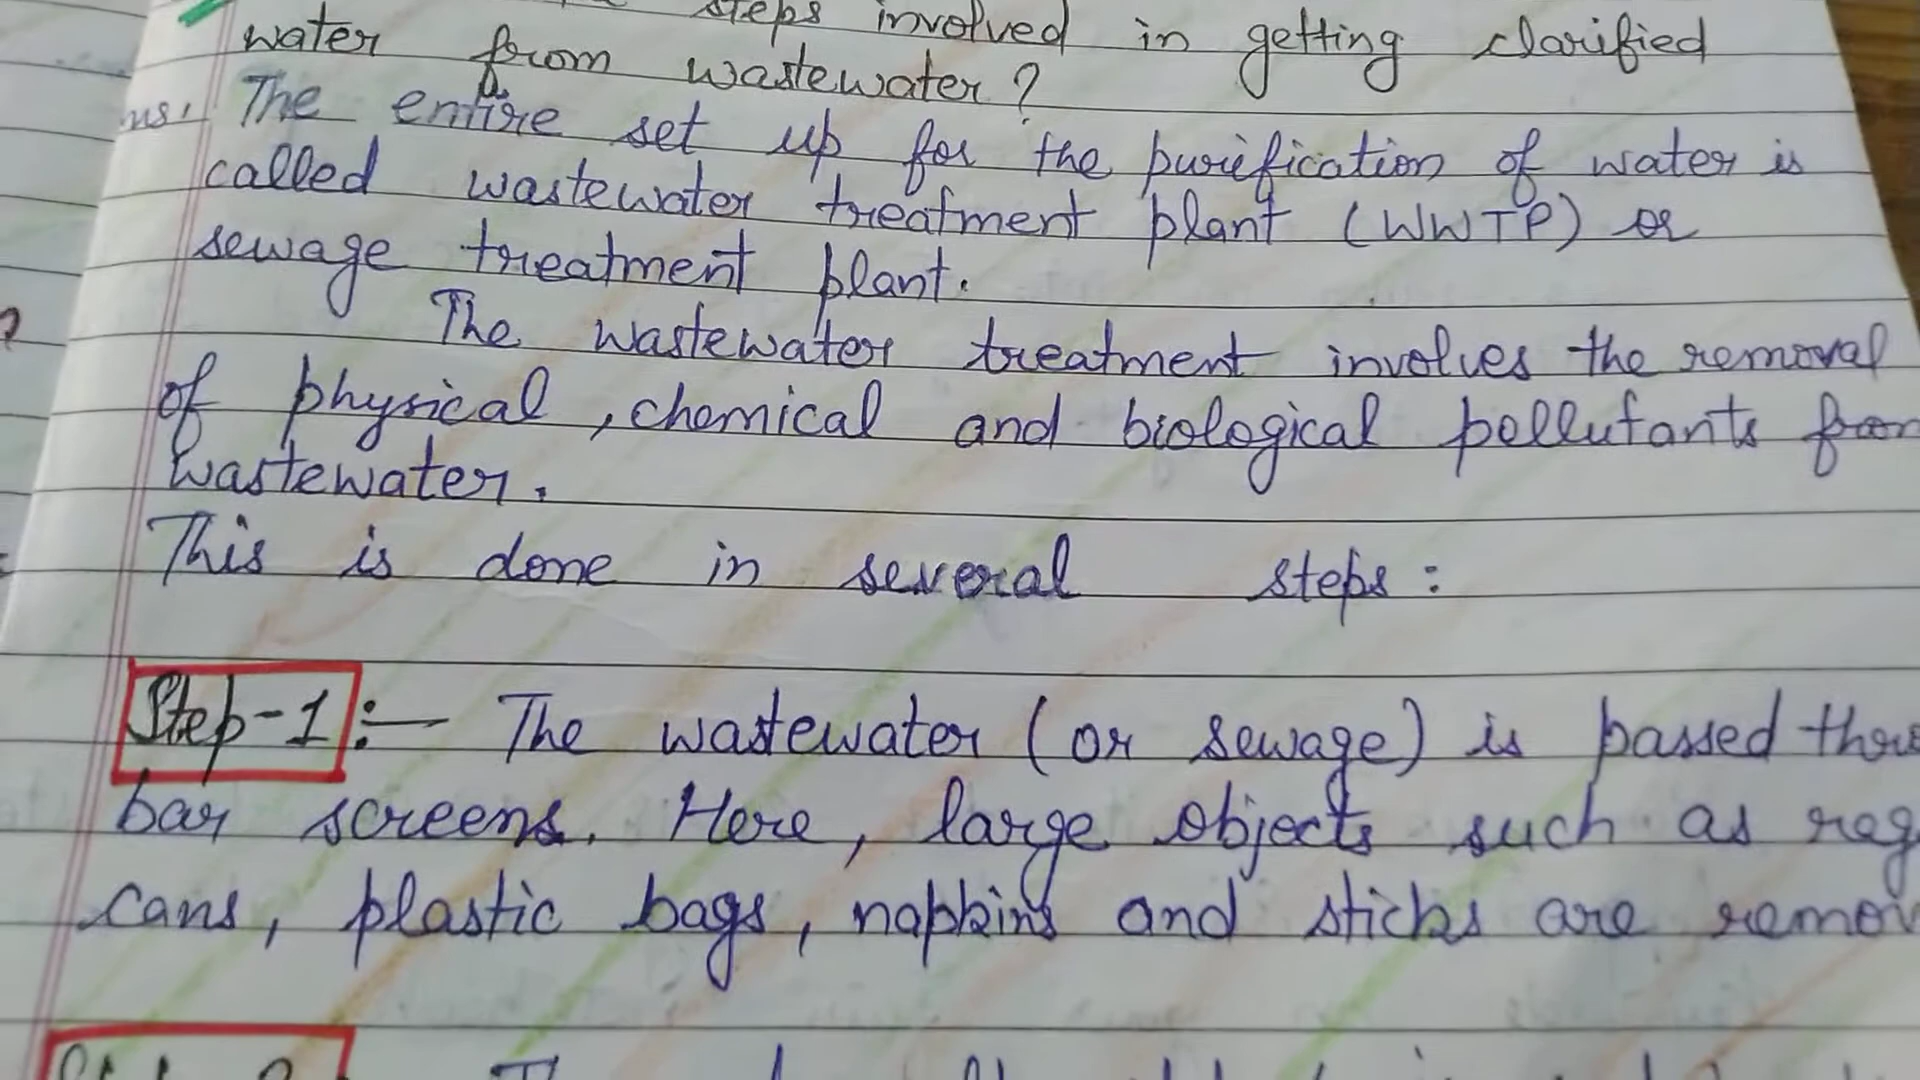 steps involved in getting clarified
water from wastewater?
The entire set up for the purification of water is
called wastewater treatment plant (WWTP) or
sewage treatment plant.
The wastewater treatment involves the removal
of physical, chemical and biological pollutants from
wastewater.
This is done in several steps:
Step-1:- The wastewater (or sewage) is passed
bar screens. Here, large objects such as
cans, plastic bags, napkins and sticks are